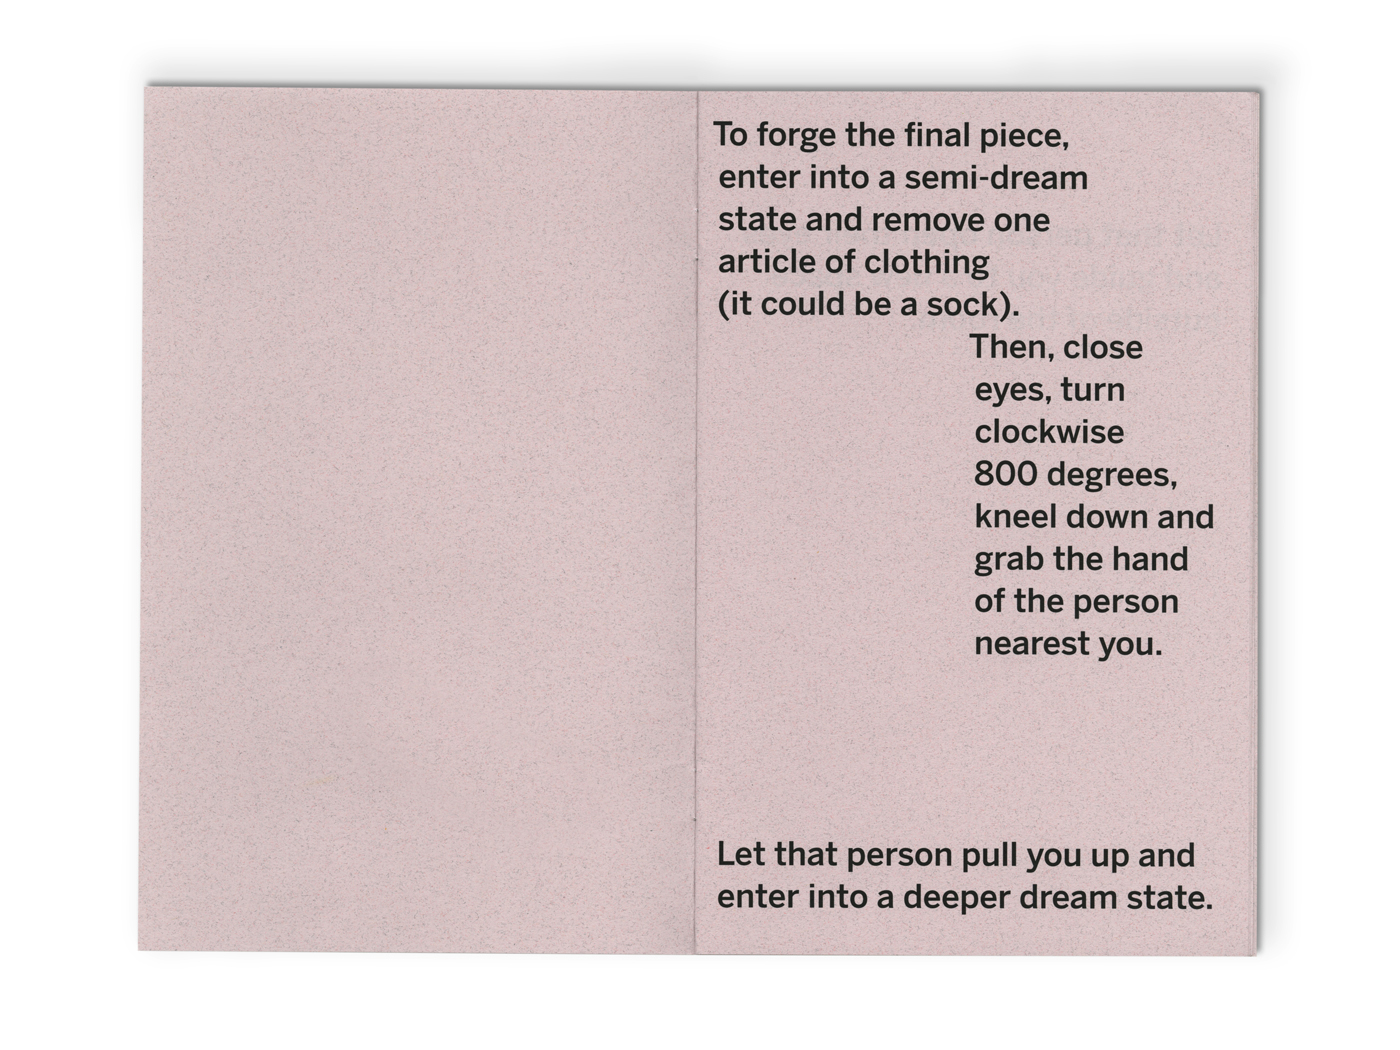 To forge the final piece,
enter into a semi-dream
state and remove one
article of clothing
(it could be a sock).
Then, close
eyes, turn
clockwise
800 degrees,
kneel down and
grab the hand
of the person
nearest you.
Let that person pull you up and
enter into a deeper dream state.